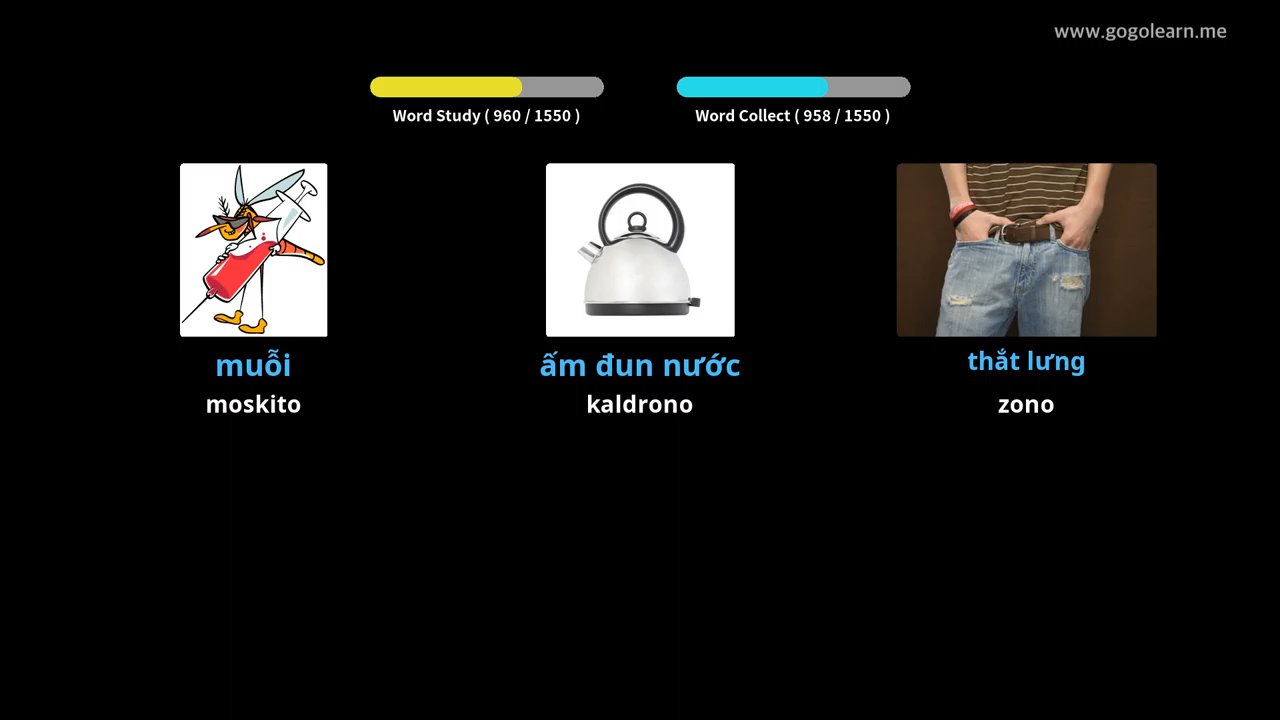 www.gogolearn.me
Word Study ( 960 / 1550 )
Word Collect ( 958 / 1550 )
muỗi
moskito
ấm đun nước
kaldrono
thắt lưng
zono